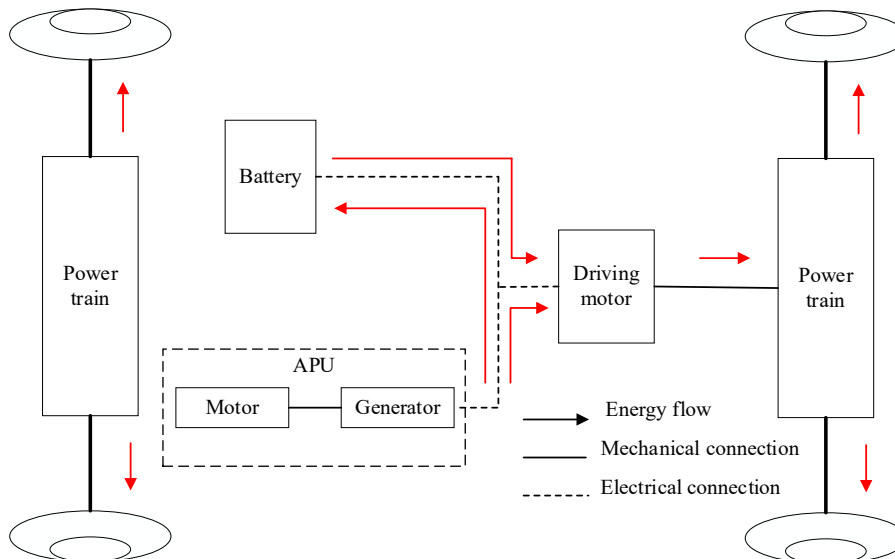 Battery
Power
train
Driving
motor
Power
train
APU
Motor
Generator
Energy flow
Mechanical connection
Electrical connection